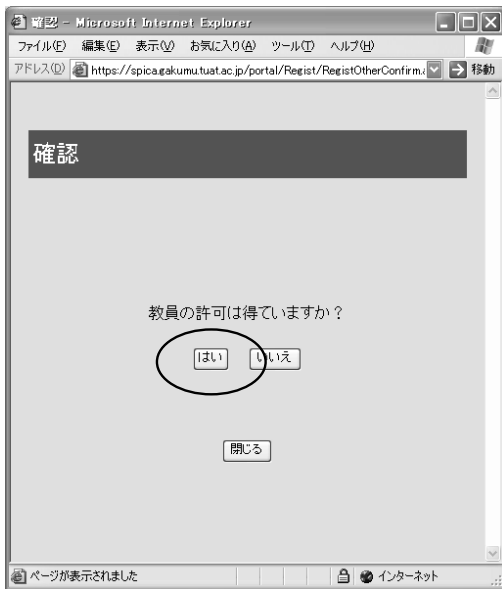 確認 - Microsoft Internet Explorer
ファイル(F) 編集(E) 表示(V) お気に入り(A) ツール(T) ヘルプ(H)
アドレス(D) https://spica.gakumu.tuat.ac.jp/portal/Regist/RegistOtherConfirm.a 移動
確認
教員の許可は得ていますか？
はい いいえ
閉じる
ページが表示されました インターネット